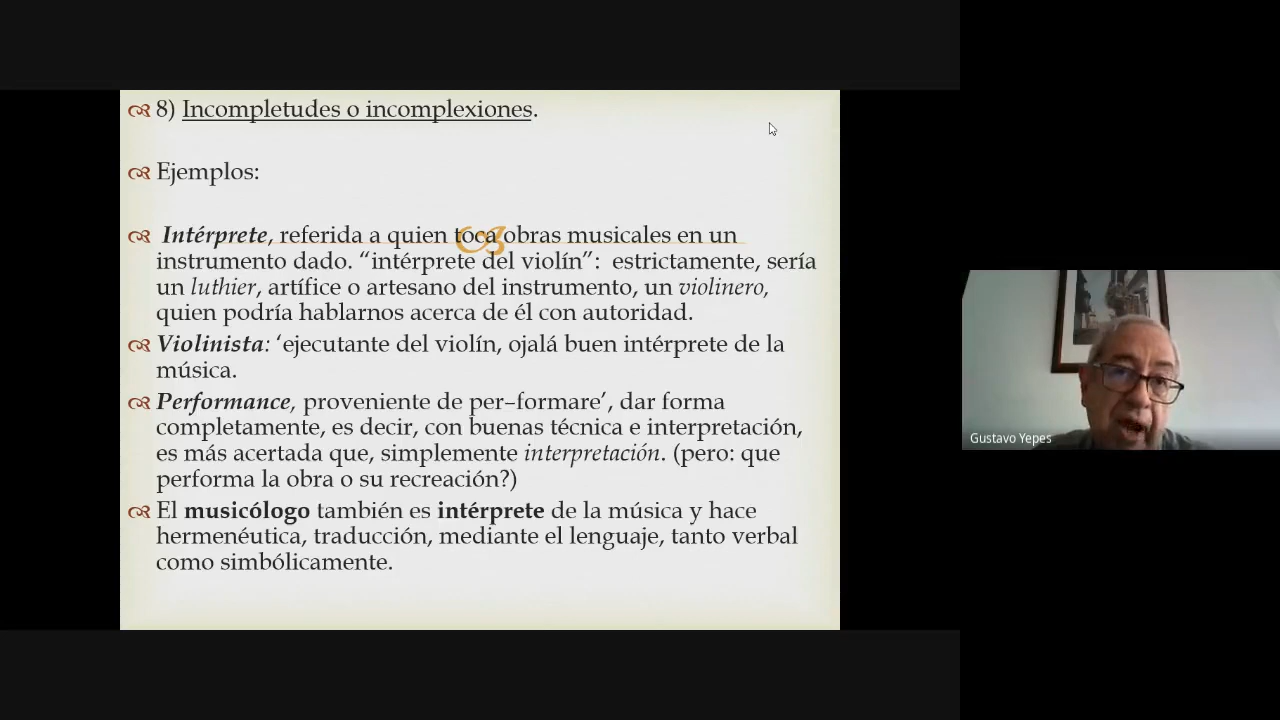 8) Incompletudes o incomplexiones.
Ejemplos:
Intérprete, referida a quien toca obras musicales en un
instrumento dado. “intérprete del violín”: estrictamente, sería
un luthier, artífice o artesano del instrumento, un violinero,
quien podría hablarnos acerca de él con autoridad.
Violinista: ‘ejecutante del violín, ojalá buen intérprete de la
música.
Performance, proveniente de per–formare’, dar forma
completamente, es decir, con buenas técnica e interpretación,
es más acertada que, simplemente interpretación. (pero: que
performa la obra o su recreación?)
El musicólogo también es intérprete de la música y hace
hermenéutica, traducción, mediante el lenguaje, tanto verbal
como simbólicamente.
Gustavo Yepes